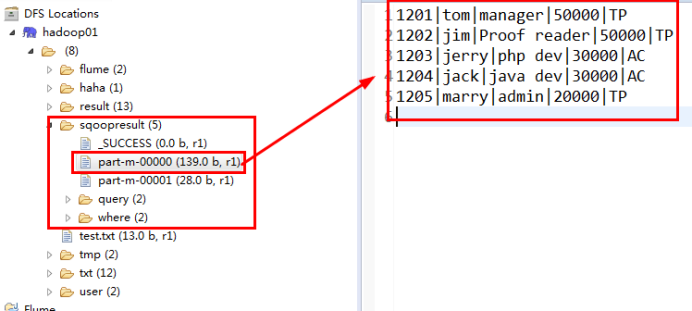 DFS Locations
hadoop01
(8)
flume (2)
haha (1)
result (13)
sqoopresult (5)
_SUCCESS (0.0 b, r1)
part-m-00000 (139.0 b, r1)
part-m-00001 (28.0 b, r1)
query (2)
where (2)
test.txt (13.0 b, r1)
tmp (2)
txt (12)
user (2)
Flume
1 1201|tom|manager|50000|TP
2 1202|jim|Proof reader|50000|TP
3 1203|jerry|php dev|30000|AC
4 1204|jack|java dev|30000|AC
5 1205|marry|admin|20000|TP
6